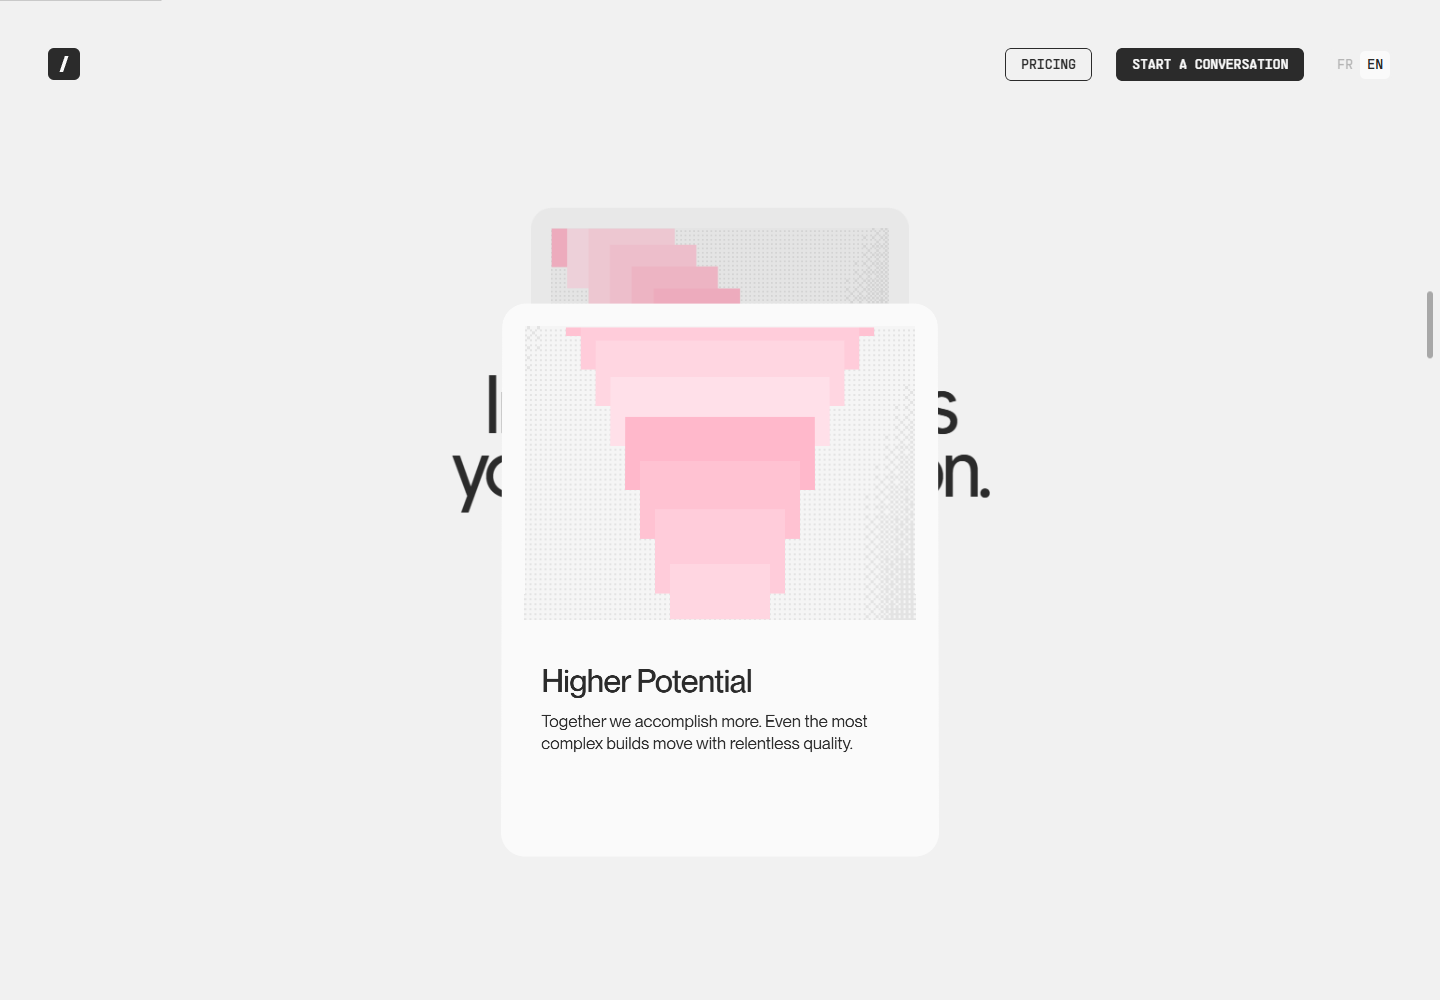 /
PRICING
START A CONVERSATION
FR
EN
Higher Potential
Together we accomplish more. Even the most
complex builds move with relentless quality.